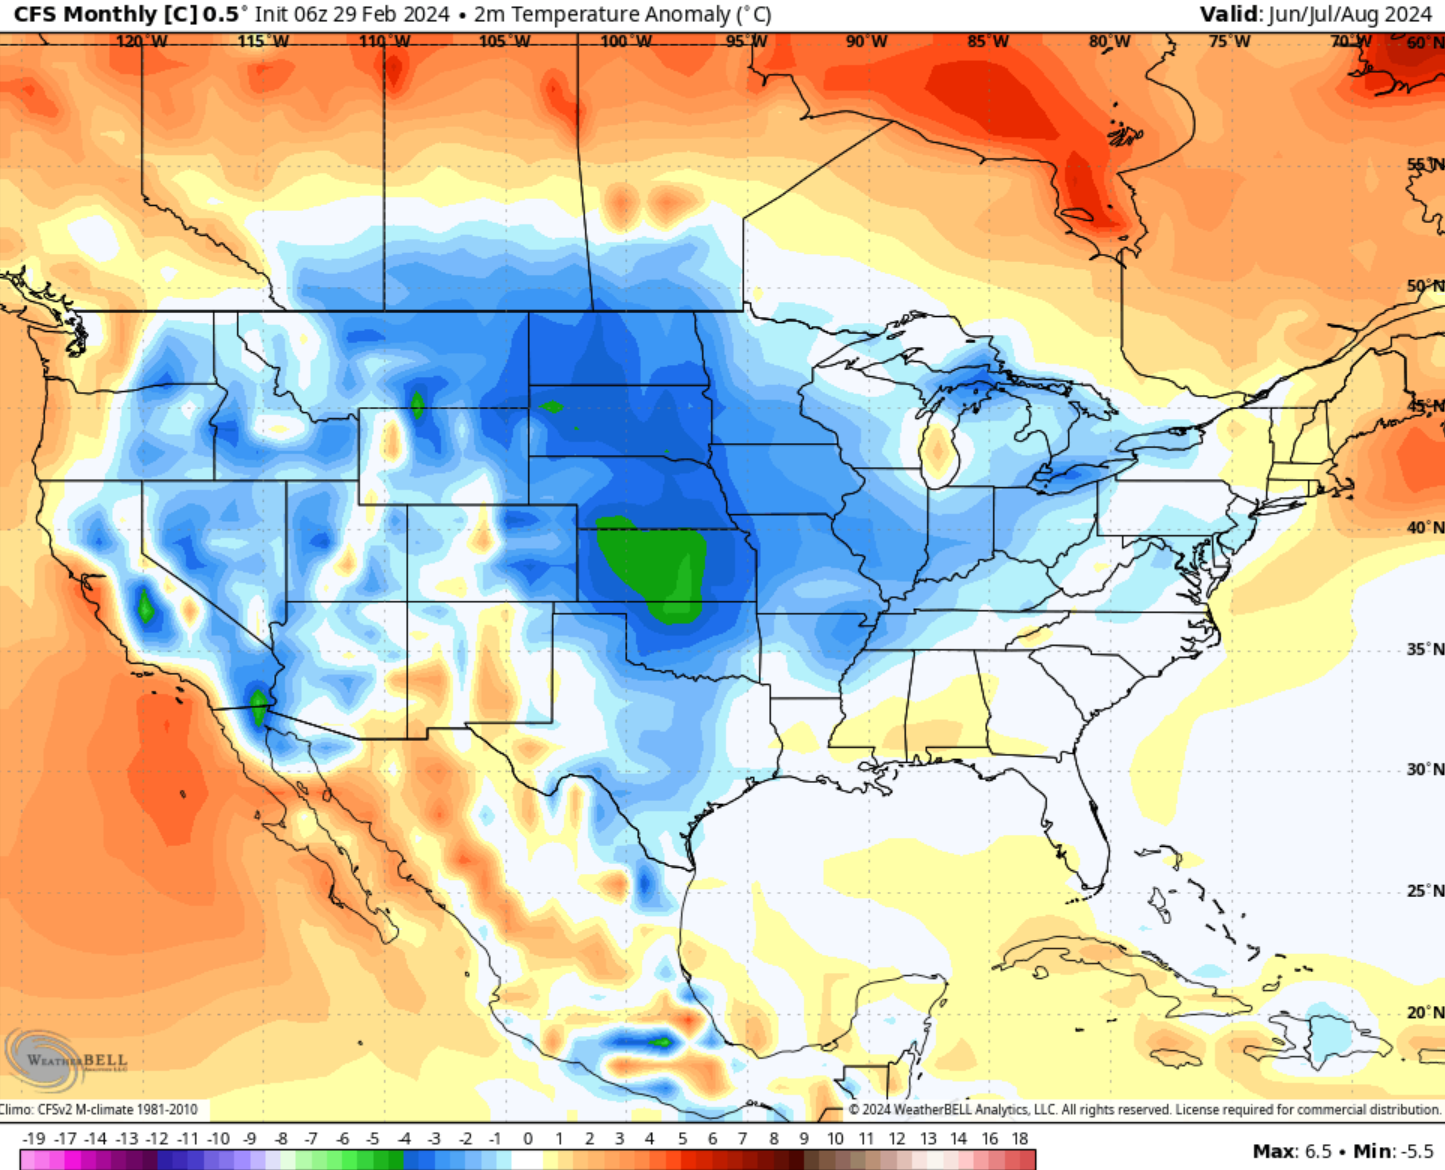 CFS Monthly [C] 0.5° Init 06z 29 Feb 2024 • 2m Temperature Anomaly (°C)
Valid: Jun/Jul/Aug 2024
120°W 115°W 110°W 105°W 100°W 95°W 90°W 85°W 80°W 75°W 70°W 60°N
55°N
50°N
45°N
40°N
35°N
30°N
25°N
20°N
WEATHERBELL
Climo: CFSv2 M-climate 1981-2010
© 2024 WeatherBELL Analytics, LLC. All rights reserved. License required for commercial distribution.
-19 -17 -14 -13 -12 -11 -10 -9 -8 -7 -6 -5 -4 -3 -2 -1 0 1 2 3 4 5 6 7 8 9 10 11 12 13 14 16 18
Max: 6.5 • Min: -5.5